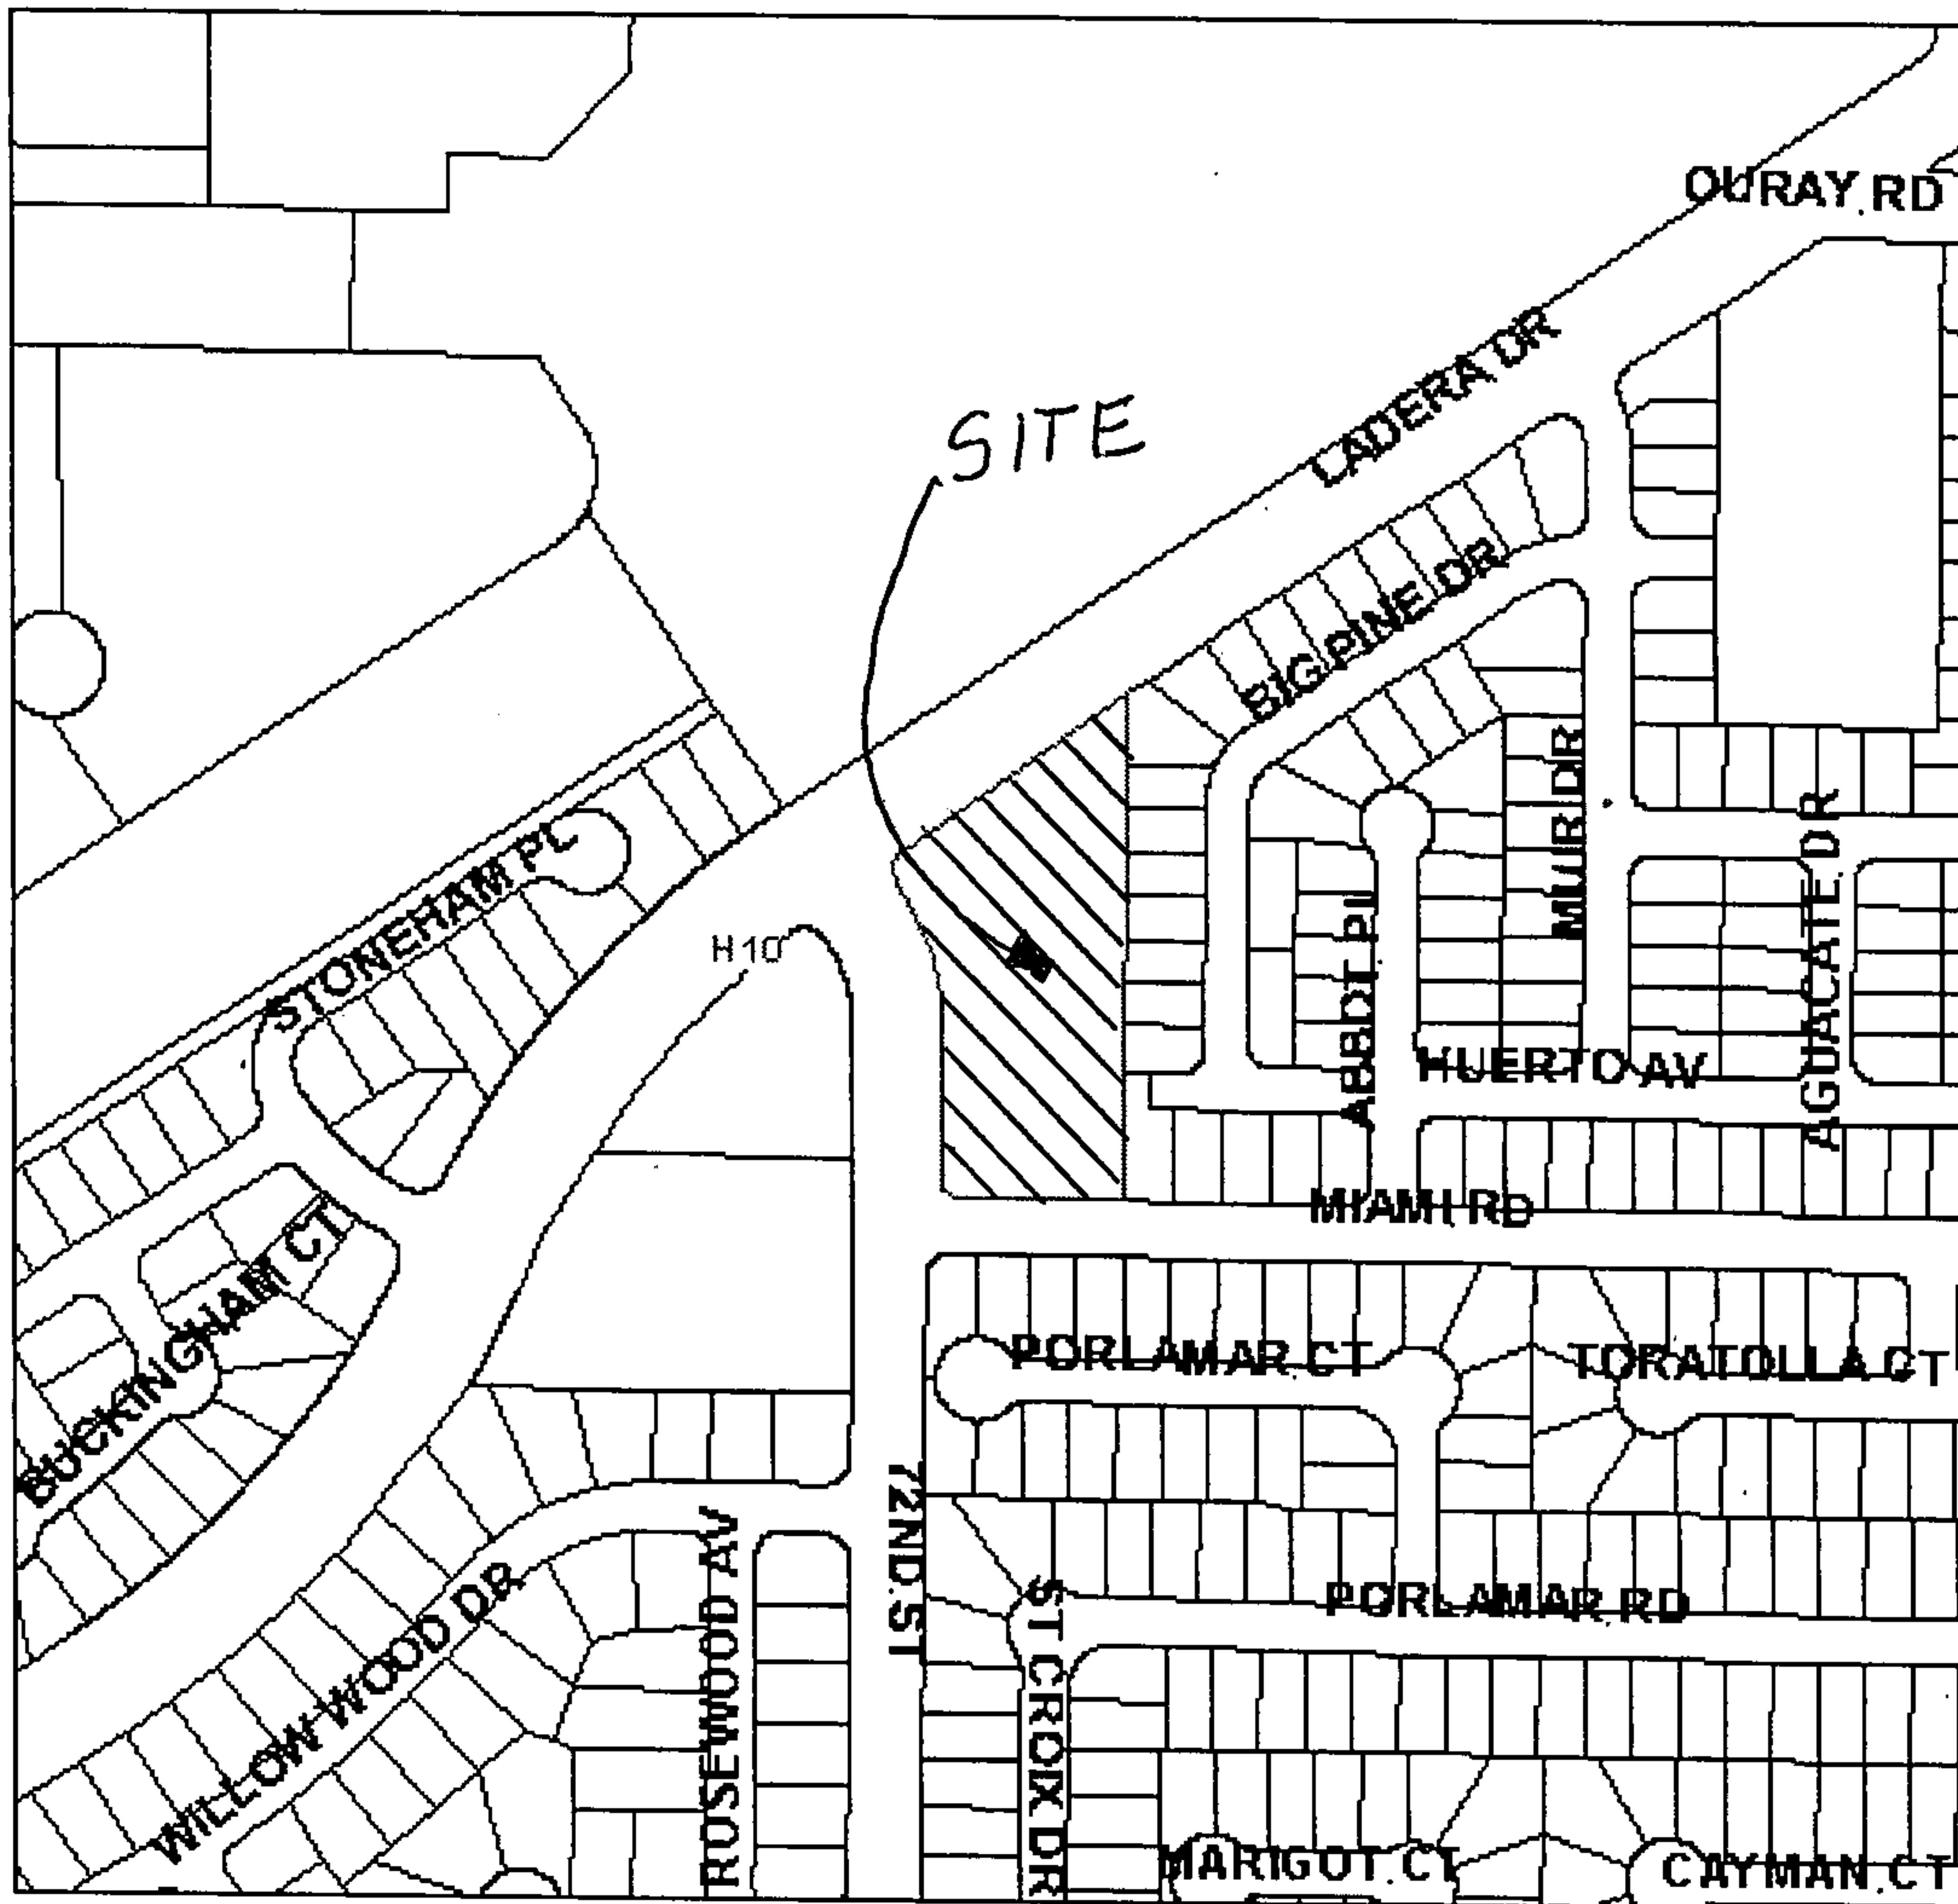 OURAY RD
LADERA DR
SITE
BIG PINE DR
MUIR DR
STONEHAM PL
AGUACATE DR
H10
ABBOT PL
HUERTO AV
MIAMI RD
BUCKINGHAM CT
PORLAMAR CT
TORATOLLA CT
72ND ST
ROSEWOOD AV
WILLOW WOOD DR
ST CROIX DR
PORLAMAR RD
MARIGOT CT
CAYMAN CT